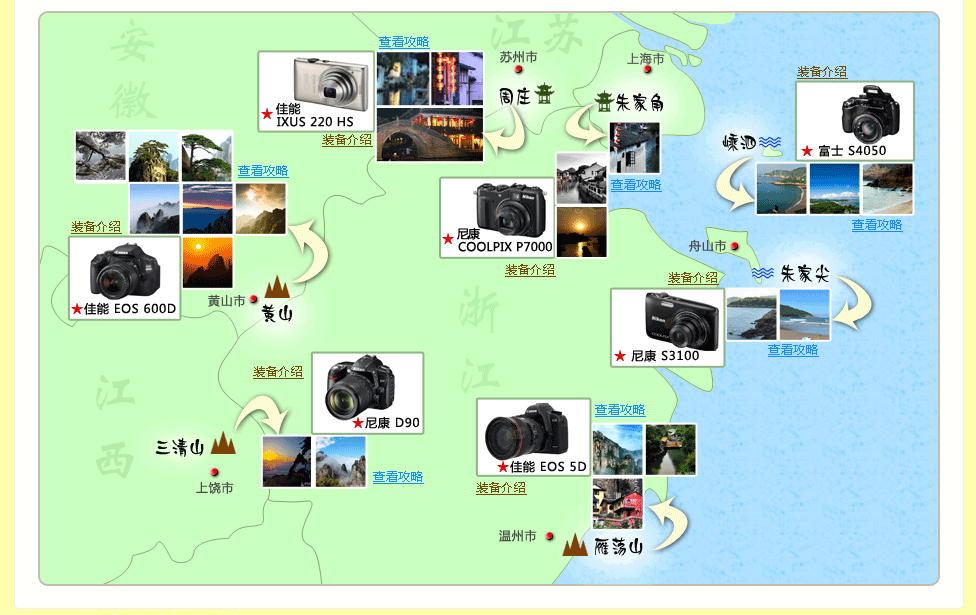 安
徽
江 苏
查看攻略
苏州市
上海市
装备介绍
佳能
IXUS 220 HS
装备介绍
周庄
朱家角
嵊泗
富士 S4050
查看攻略
查看攻略
查看攻略
装备介绍
尼康
COOLPIX P7000
装备介绍
舟山市
朱家尖
装备介绍
佳能 EOS 600D
黄山市
黄山
浙
江
尼康 S3100
查看攻略
装备介绍
尼康 D90
江
西
三清山
上饶市
查看攻略
查看攻略
佳能 EOS 5D
装备介绍
温州市
雁荡山